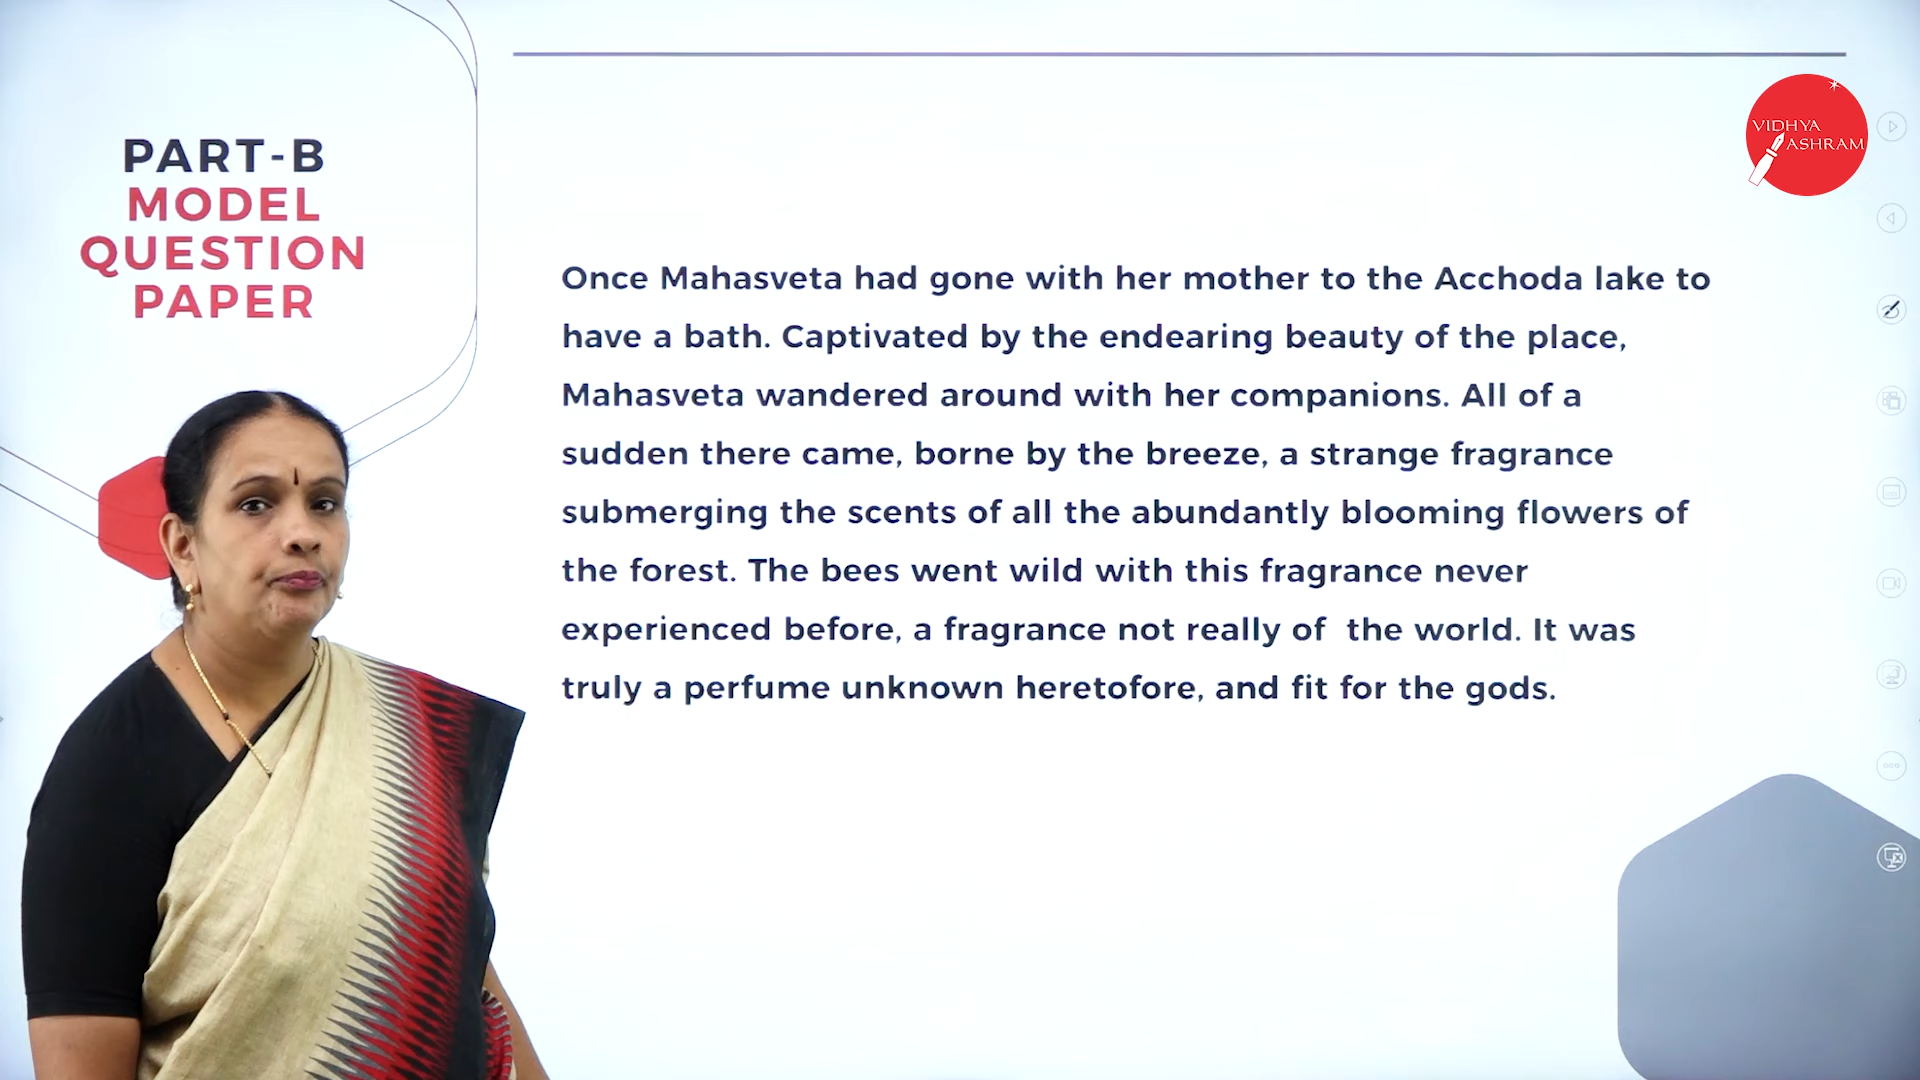 PART-B
MODEL
QUESTION
PAPER
VIDHYA
ASHRAM
Once Mahasveta had gone with her mother to the Acchoda lake to
have a bath. Captivated by the endearing beauty of the place,
Mahasveta wandered around with her companions. All of a
sudden there came, borne by the breeze, a strange fragrance
submerging the scents of all the abundantly blooming flowers of
the forest. The bees went wild with this fragrance never
experienced before, a fragrance not really of the world. It was
truly a perfume unknown heretofore, and fit for the gods.